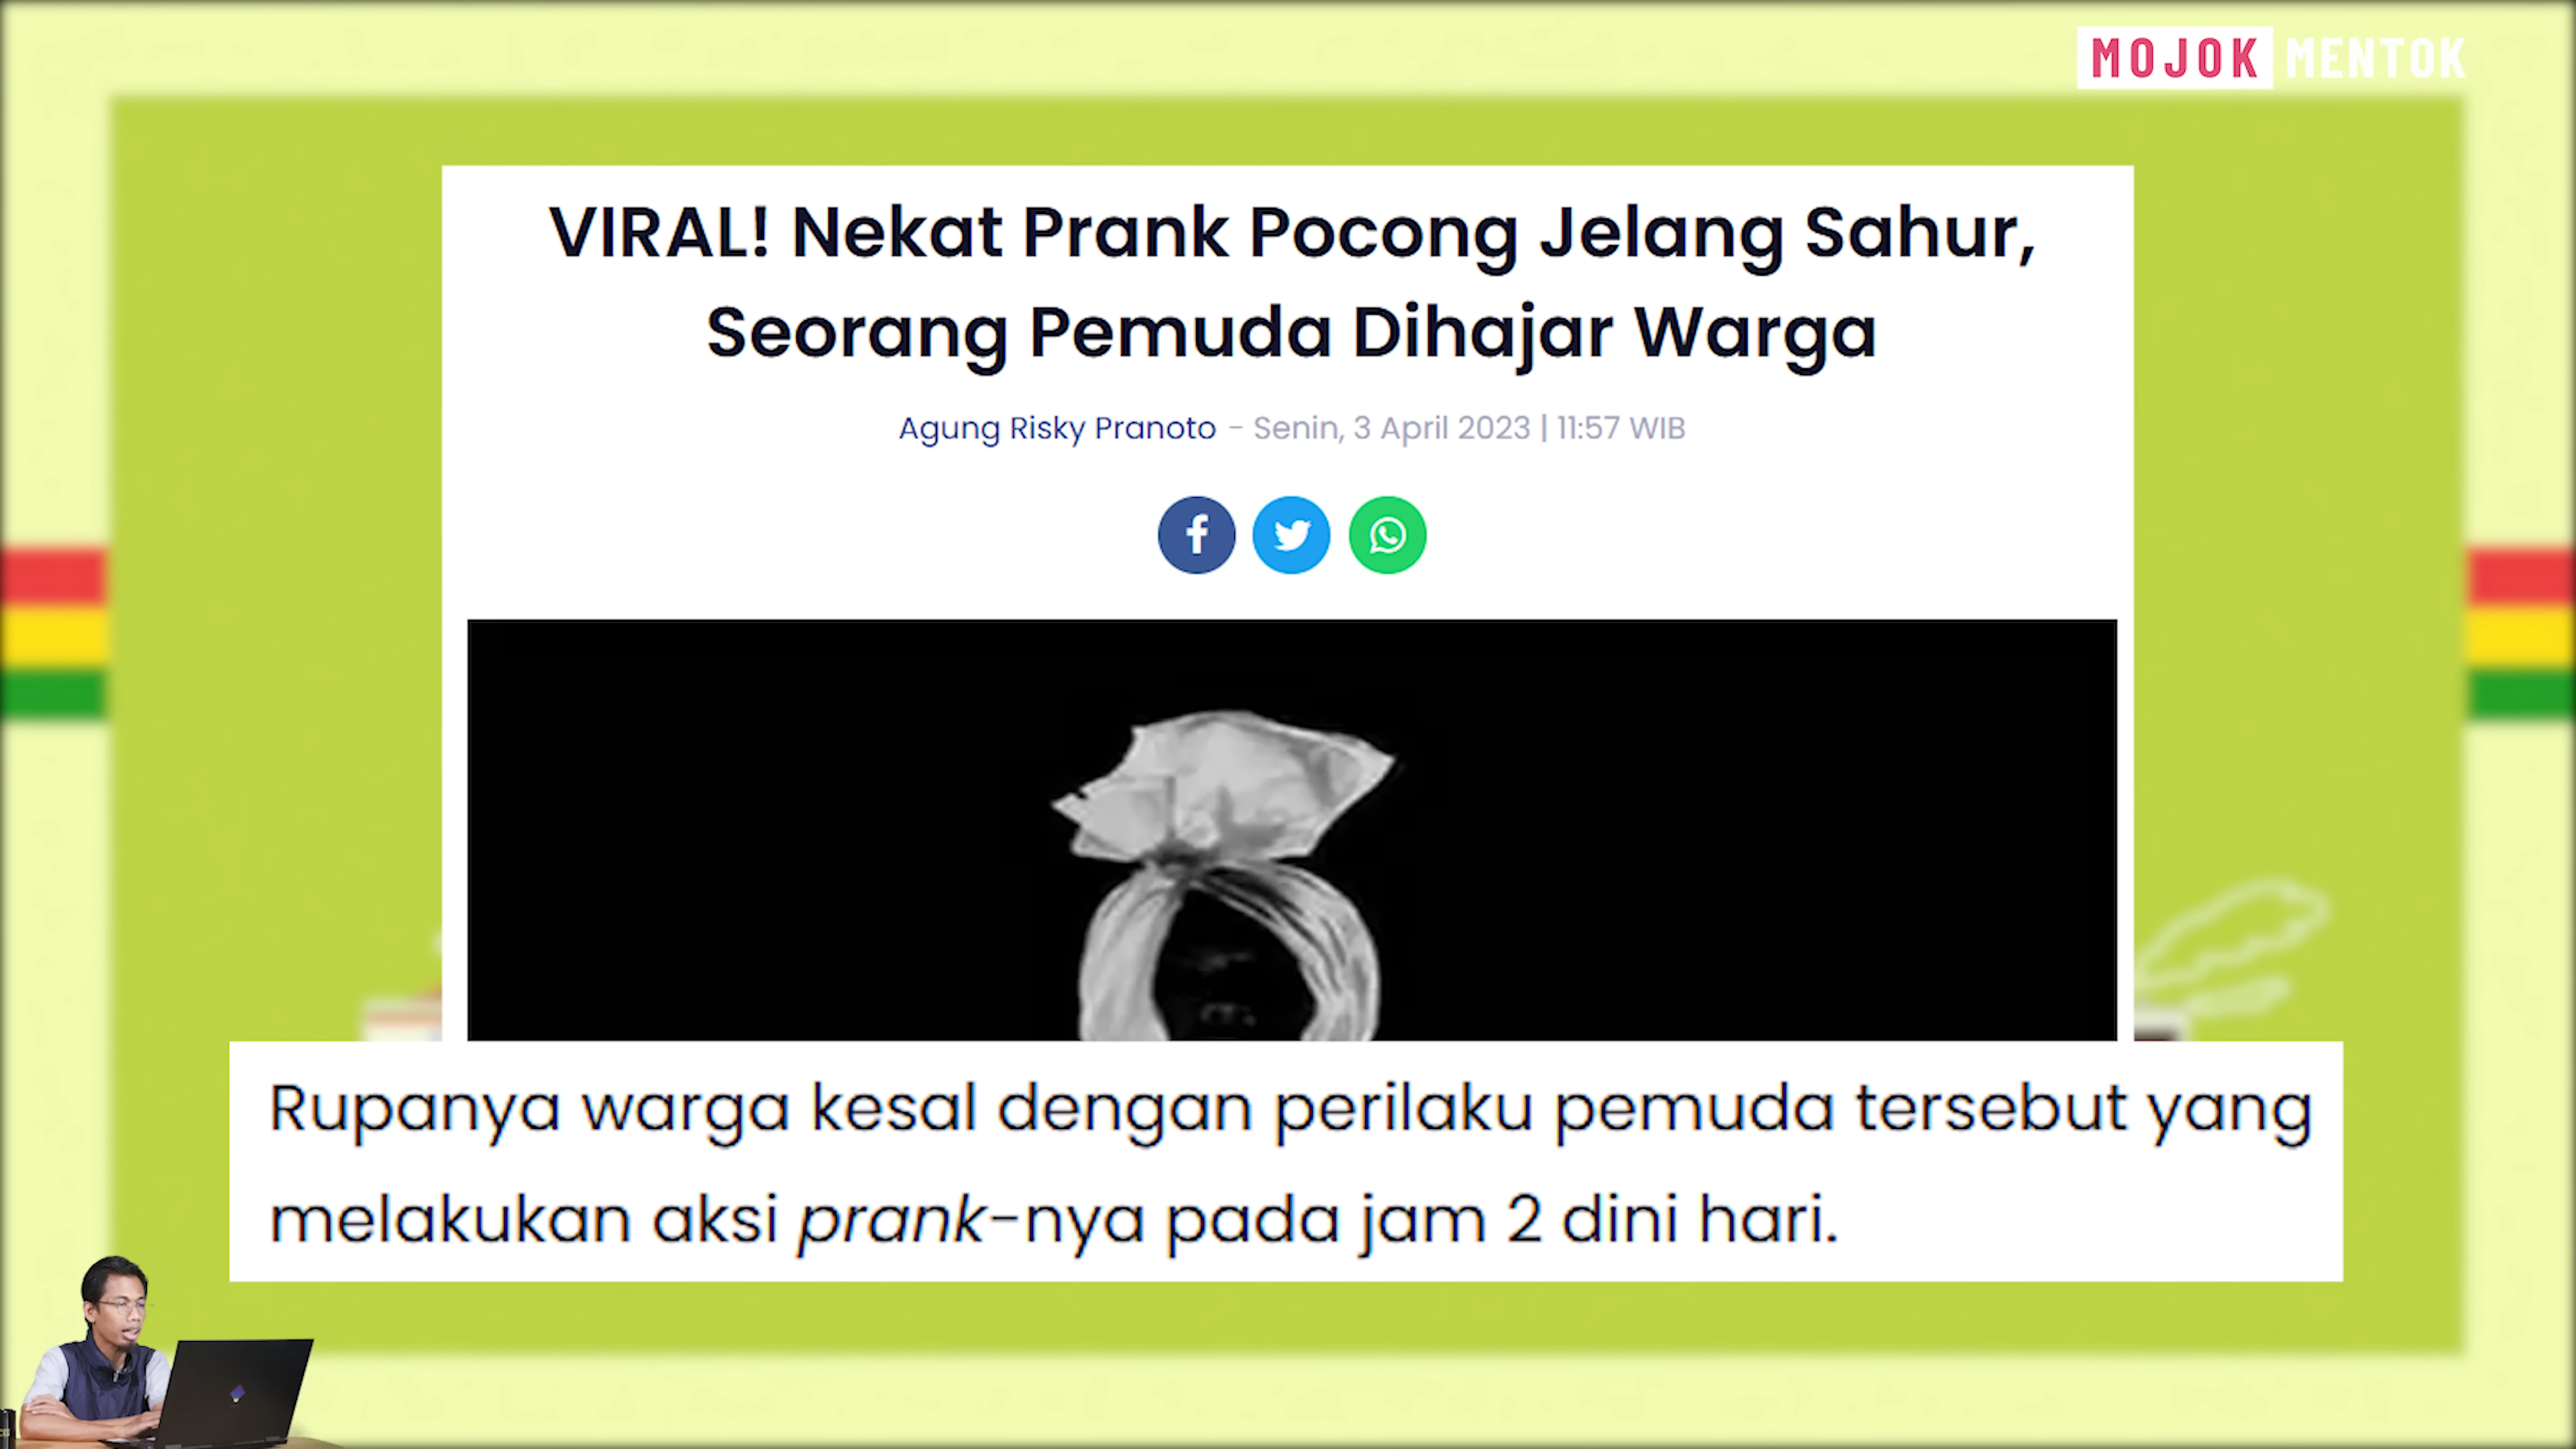 MOJOK MENTOK
VIRAL! Nekat Prank Pocong Jelang Sahur,
Seorang Pemuda Dihajar Warga
Agung Risky Pranoto - Senin, 3 April 2023 | 11:57 WIB
Rupanya warga kesal dengan perilaku pemuda tersebut yang
melakukan aksi prank-nya pada jam 2 dini hari.